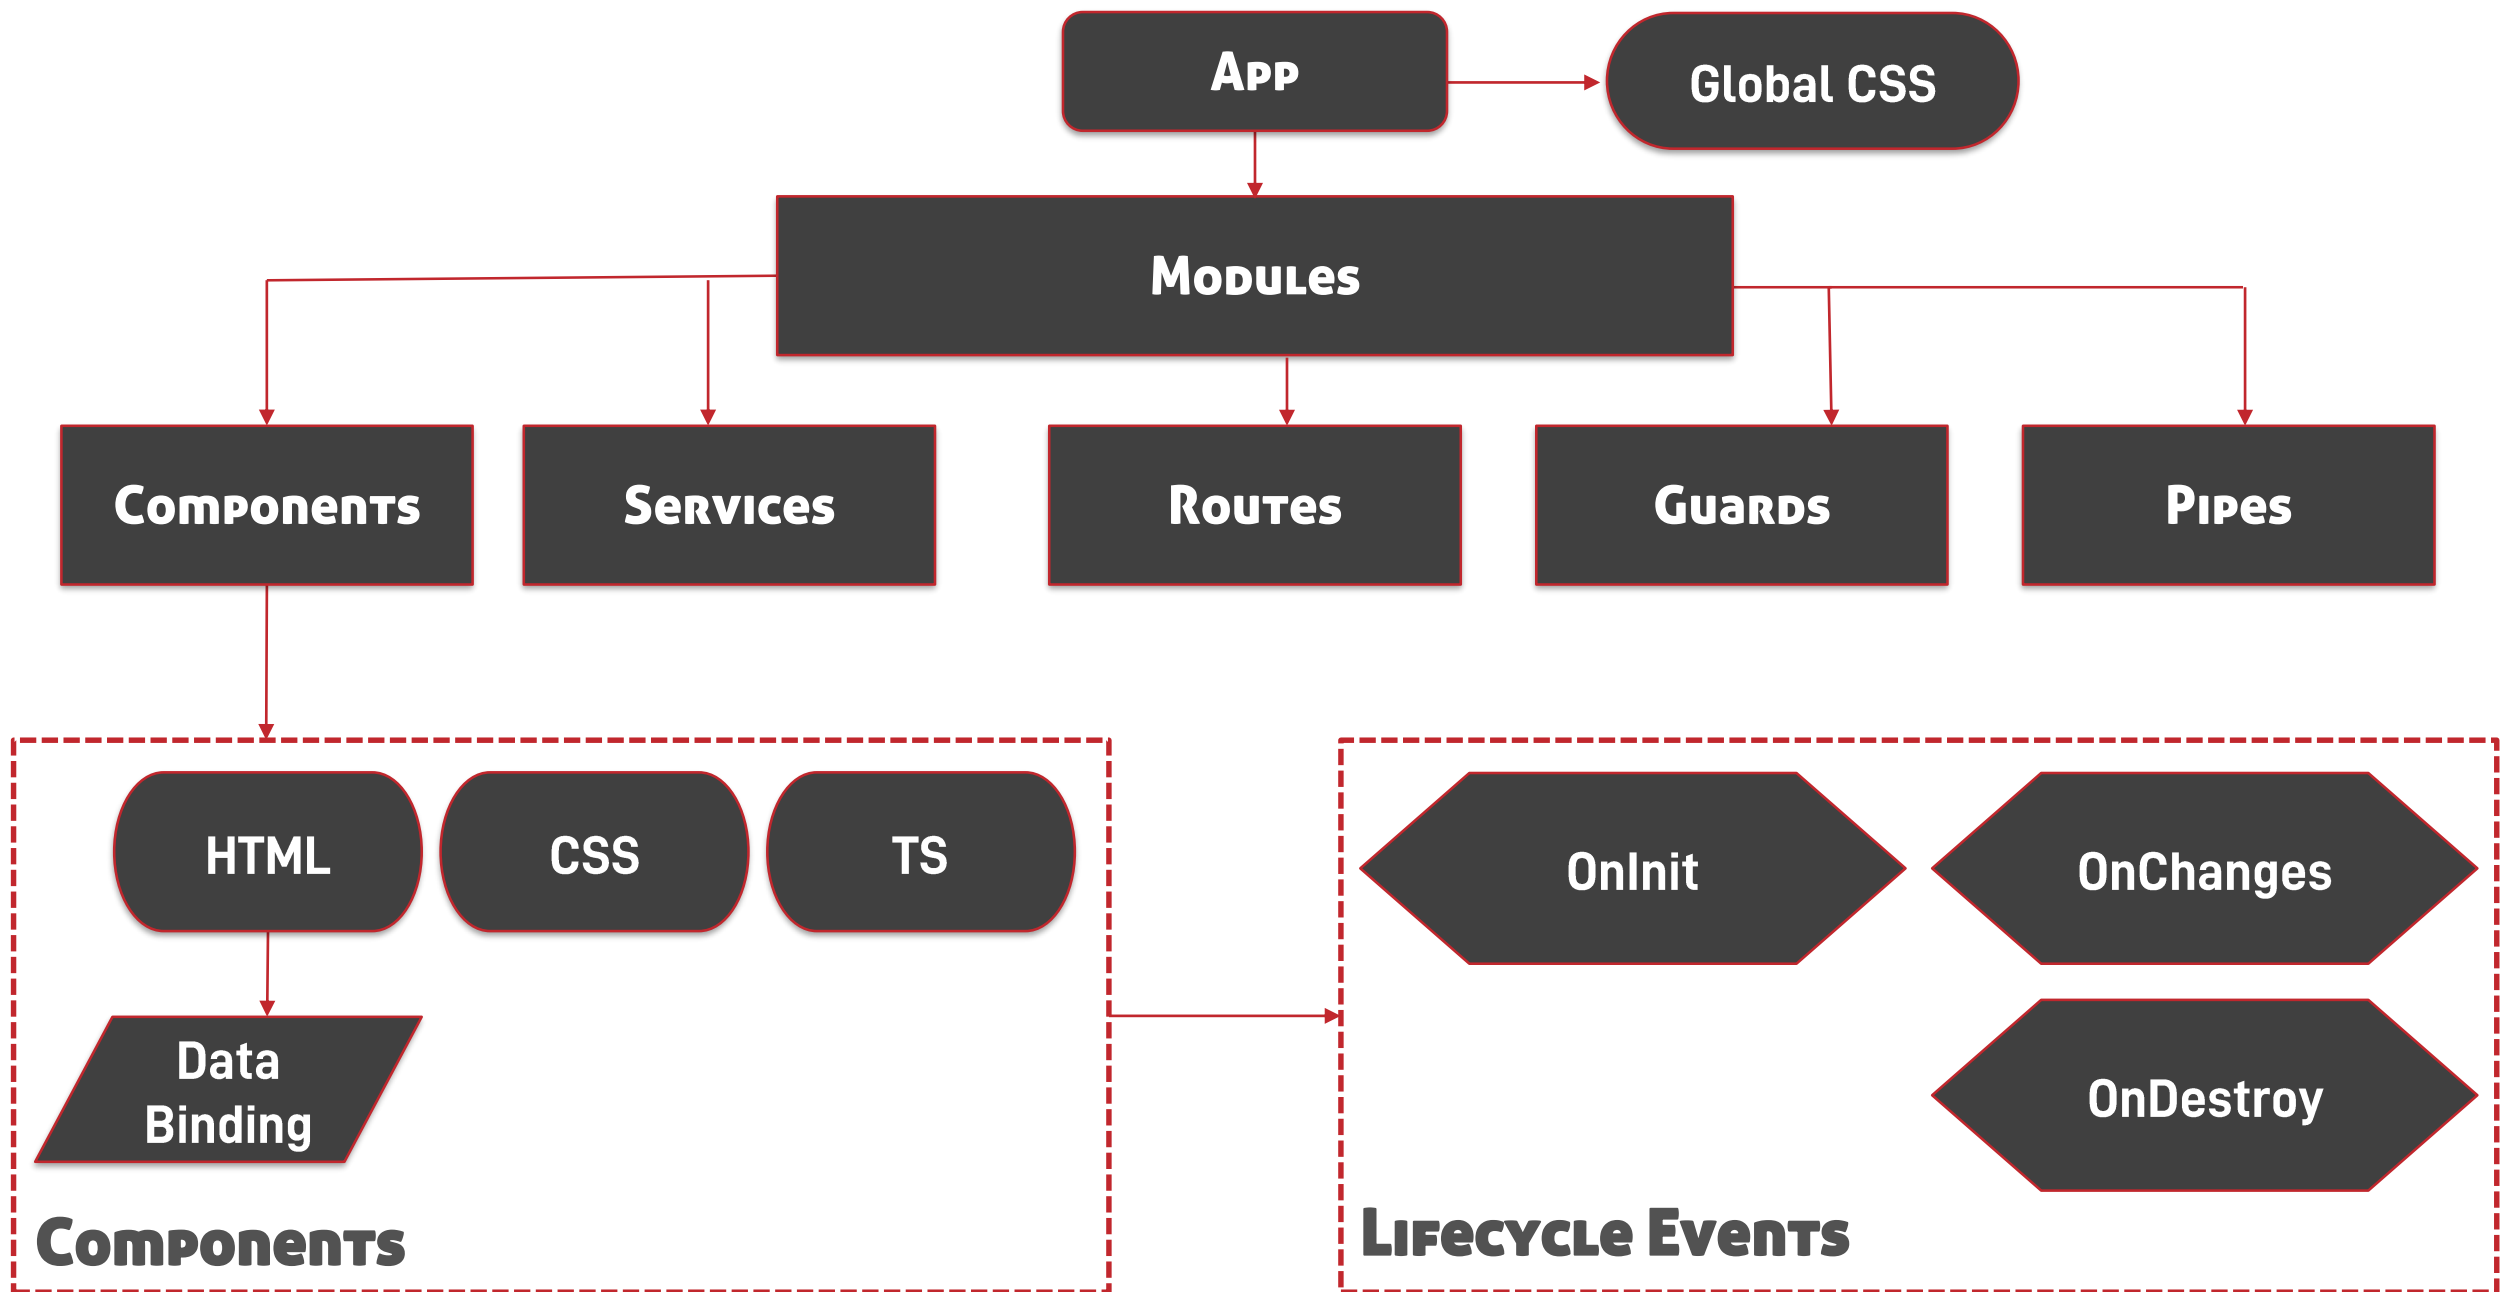 App
Global CSS
Modules
Components
Services
Routes
Guards
Pipes
HTML
CSS
TS
OnInit
OnChanges
Data
Binding
OnDestroy
Components
Lifecycle Events